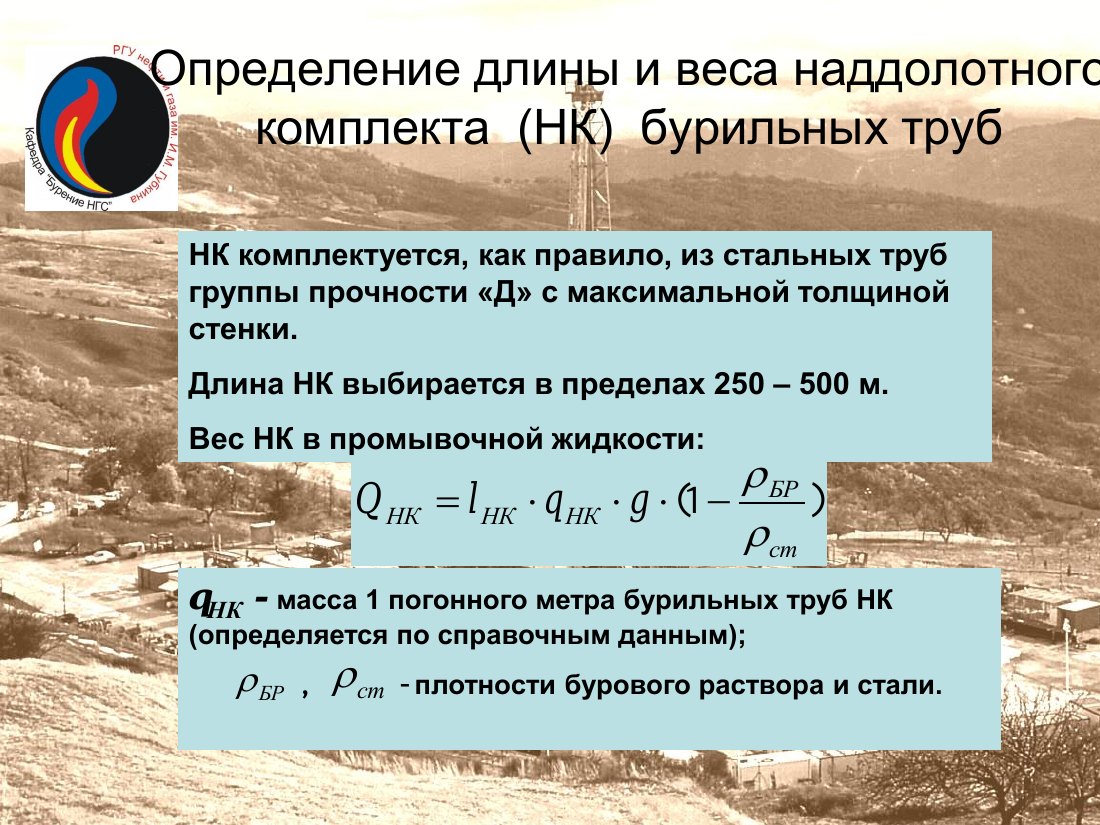 РГУ нефти и газа им. И.М. Губкина
Кафедра "Бурение НГС"
Определение длины и веса наддолотного
комплекта (НК) бурильных труб
НК комплектуется, как правило, из стальных труб
группы прочности «Д» с максимальной толщиной
стенки.
Длина НК выбирается в пределах 250 – 500 м.
Вес НК в промывочной жидкости:
Q_НК = l_НК · q_НК · g · (1 − ρ_БР / ρ_ст)
q_НК - масса 1 погонного метра бурильных труб НК
(определяется по справочным данным);
ρ_БР , ρ_ст - плотности бурового раствора и стали.